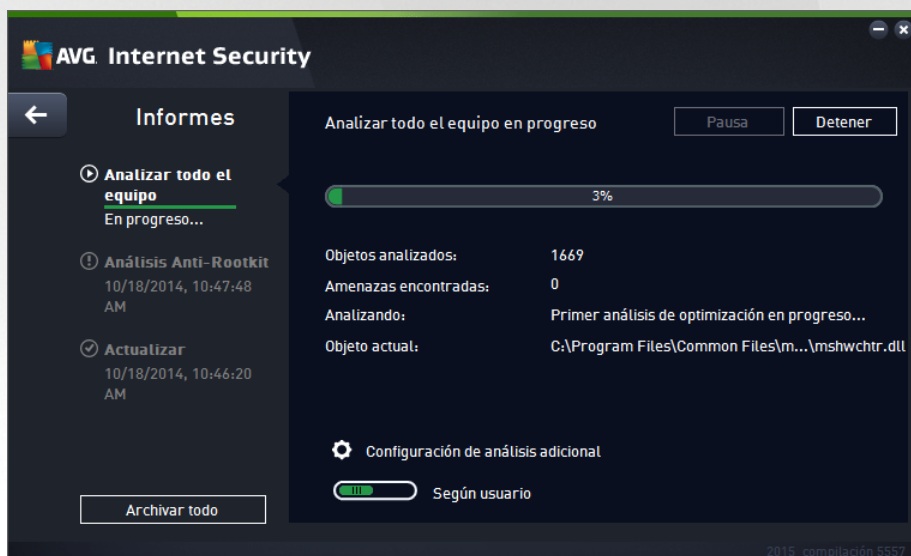 AVG. Internet Security
Informes
Analizar todo el
equipo
En progreso...
Análisis Anti-Rootkit
10/18/2014, 10:47:48
AM
Actualizar
10/18/2014, 10:46:20
AM
Archivar todo
Analizar todo el equipo en progreso
Pausa
Detener
3%
Objetos analizados: 1669
Amenazas encontradas: 0
Analizando: Primer análisis de optimización en progreso...
Objeto actual: C:\Program Files\Common Files\m...\mshwchtr.dll
Configuración de análisis adicional
Según usuario
2015 compilación 5557